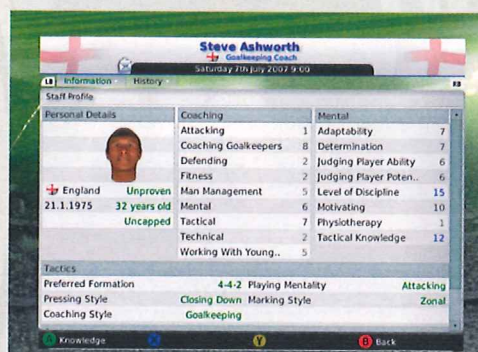 Steve Ashworth
Goalkeeping Coach
Saturday 7th July 2007 9:00
LB Information History RB
Staff Profile
Personal Details Coaching Mental
Attacking 1 Adaptability 7
Coaching Goalkeepers 8 Determination 7
Defending 2 Judging Player Ability 6
Fitness 2 Judging Player Poten.. 6
England Unproven Man Management 5 Level of Discipline 15
21.1.1975 32 years old Mental 6 Motivating 10
Uncapped Tactical 7 Physiotherapy 1
Technical 2 Tactical Knowledge 12
Working With Young.. 5
Tactics
Preferred Formation 4-4-2 Playing Mentality Attacking
Pressing Style Closing Down Marking Style Zonal
Coaching Style Goalkeeping
A Knowledge X Y B Back